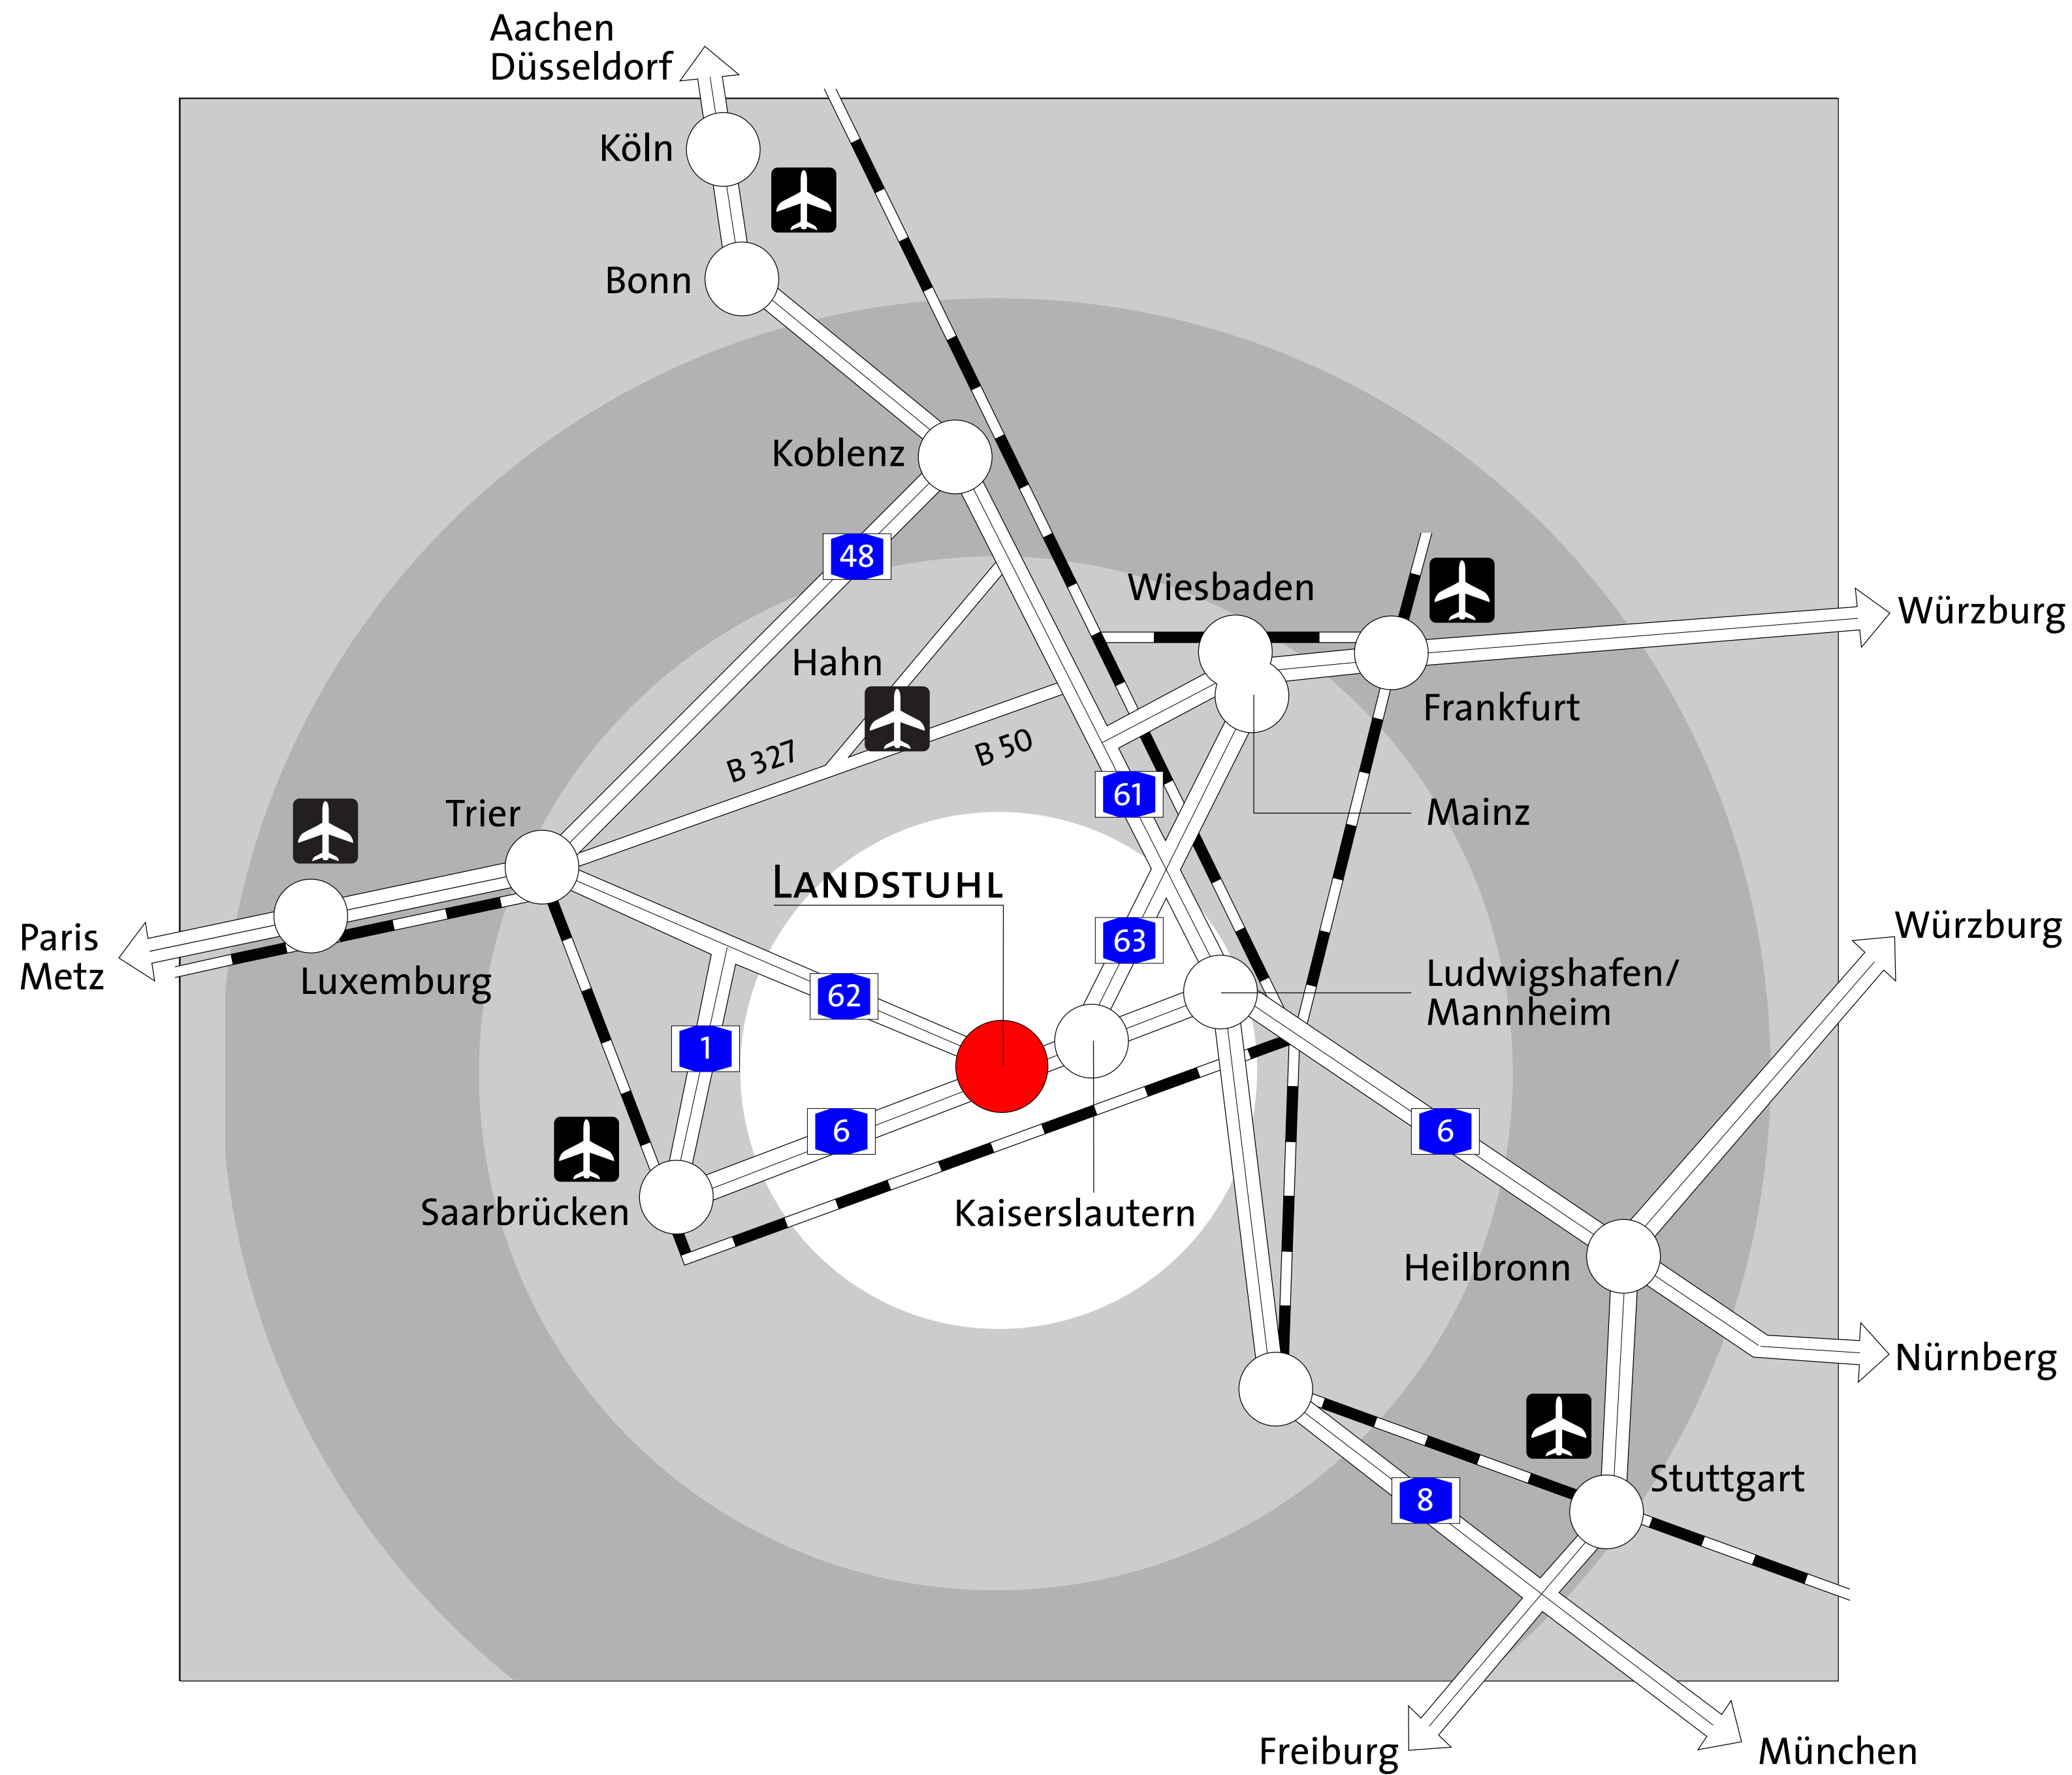 Aachen
Düsseldorf
Köln
Bonn
Koblenz
48
Wiesbaden
Würzburg
Hahn
Frankfurt
B 327
B 50
61
Mainz
Trier
LANDSTUHL
Paris
Metz
Luxemburg
63
Würzburg
Ludwigshafen/
Mannheim
62
1
6
6
Saarbrücken
Kaiserslautern
Heilbronn
Nürnberg
Stuttgart
8
Freiburg
München